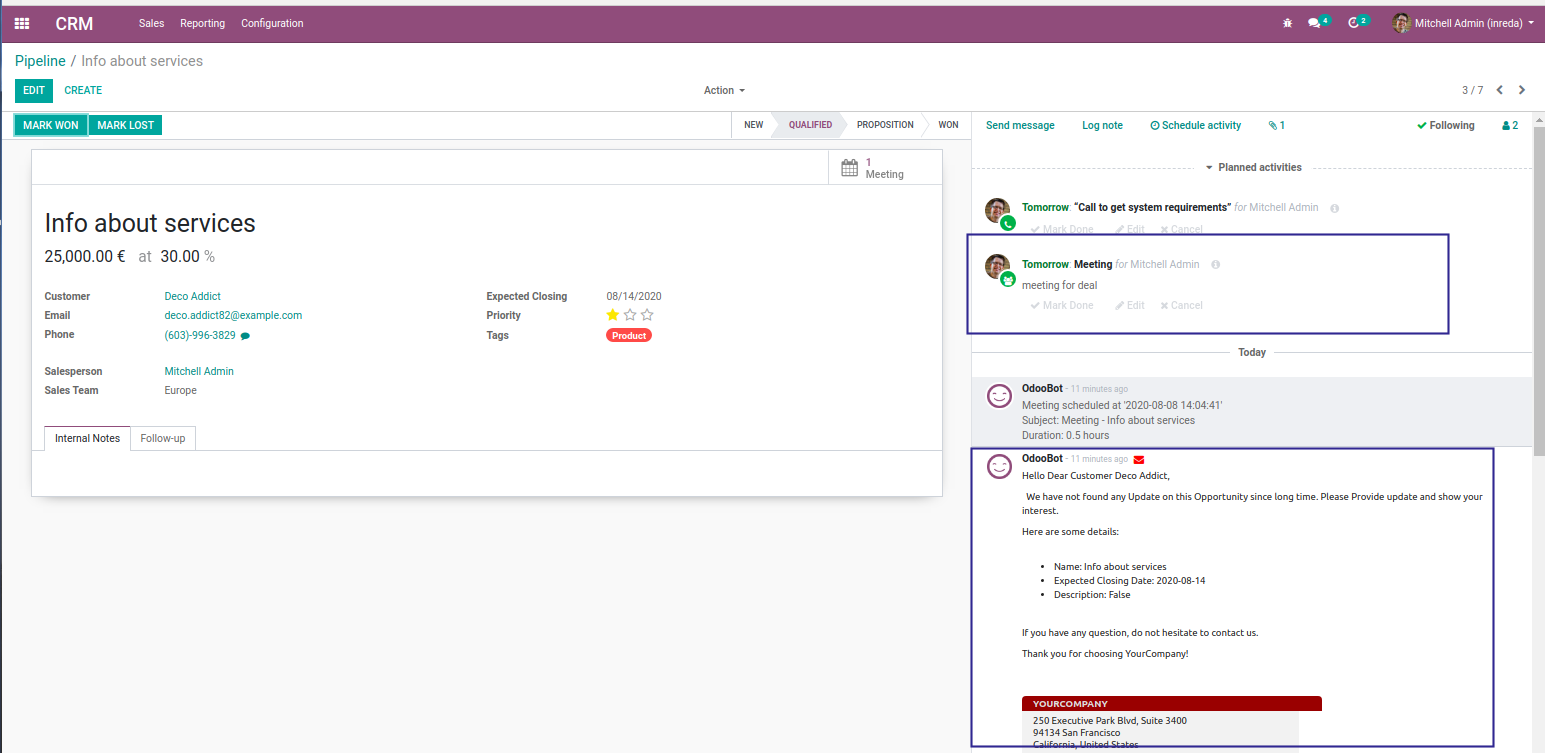 CRM Sales Reporting Configuration 4 2 Mitchell Admin (inreda)
Pipeline / Info about services
EDIT CREATE Action 3 / 7
MARK WON MARK LOST NEW QUALIFIED PROPOSITION WON
1
Meeting
Info about services
25,000.00 € at 30.00 %
Customer Deco Addict
Email deco.addict82@example.com
Phone (603)-996-3829
Salesperson Mitchell Admin
Sales Team Europe
Expected Closing 08/14/2020
Priority
Tags Product
Internal Notes Follow-up
Send message Log note Schedule activity 1 Following 2
Planned activities
Tomorrow: “Call to get system requirements” for Mitchell Admin
Mark Done Edit Cancel
Tomorrow: Meeting for Mitchell Admin
meeting for deal
Mark Done Edit Cancel
Today
OdooBot - 11 minutes ago
Meeting scheduled at '2020-08-08 14:04:41'
Subject: Meeting - Info about services
Duration: 0.5 hours
OdooBot - 11 minutes ago
Hello Dear Customer Deco Addict,
We have not found any Update on this Opportunity since long time. Please Provide update and show your
interest.
Here are some details:
• Name: Info about services
• Expected Closing Date: 2020-08-14
• Description: False
If you have any question, do not hesitate to contact us.
Thank you for choosing YourCompany!
YOURCOMPANY
250 Executive Park Blvd, Suite 3400
94134 San Francisco
California, United States